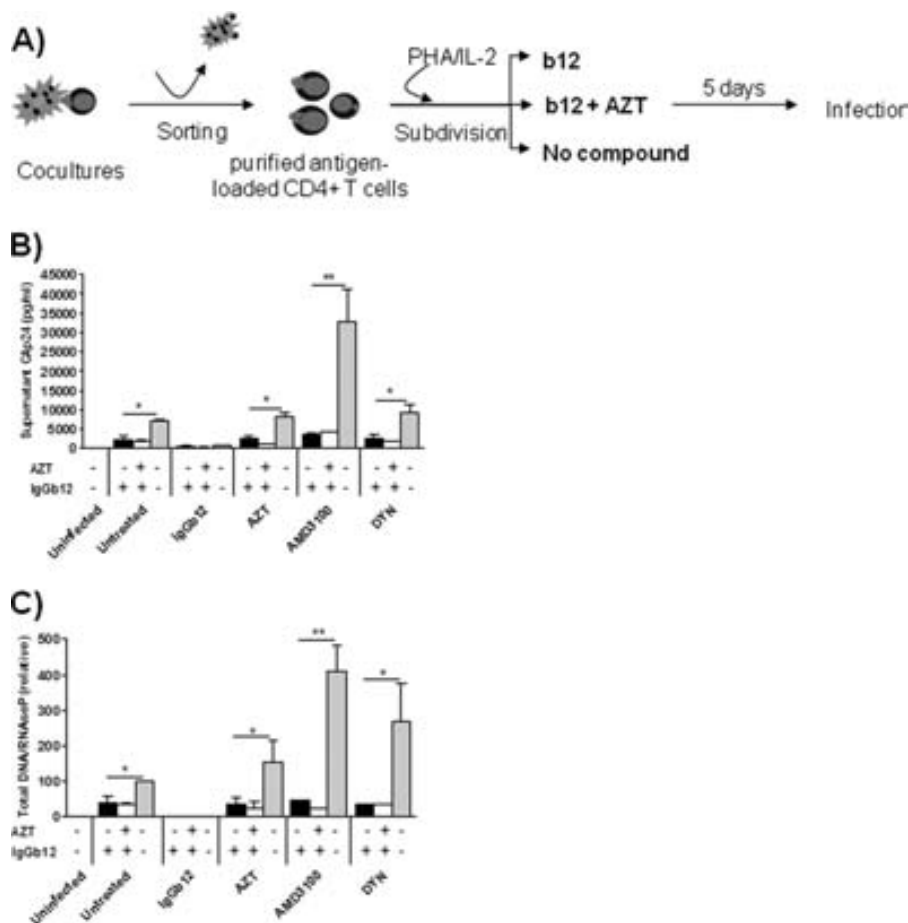 A)
PHA/IL-2
b12
b12 + AZT
5 days
Infection
Sorting
Subdivision
No compound
Cocultures
purified antigen-
loaded CD4+ T cells
B)
Supernatant CAp24 (pg/ml)
45000
40000
35000
30000
25000
20000
15000
10000
5000
0
* * ** *
AZT - - + - - + - - + - - + - - + -
IgGb12 - + + - + + - + + - + + - + + -
Uninfected
Untreated
IgGb12
AZT
AMD3100
DYN
C)
Total DNA/RNAseP (relative)
500
400
300
200
100
0
* * ** *
AZT - - + - - + - - + - - + - - + -
IgGb12 - + + - + + - + + - + + - + + -
Uninfected
Untreated
IgGb12
AZT
AMD3100
DYN